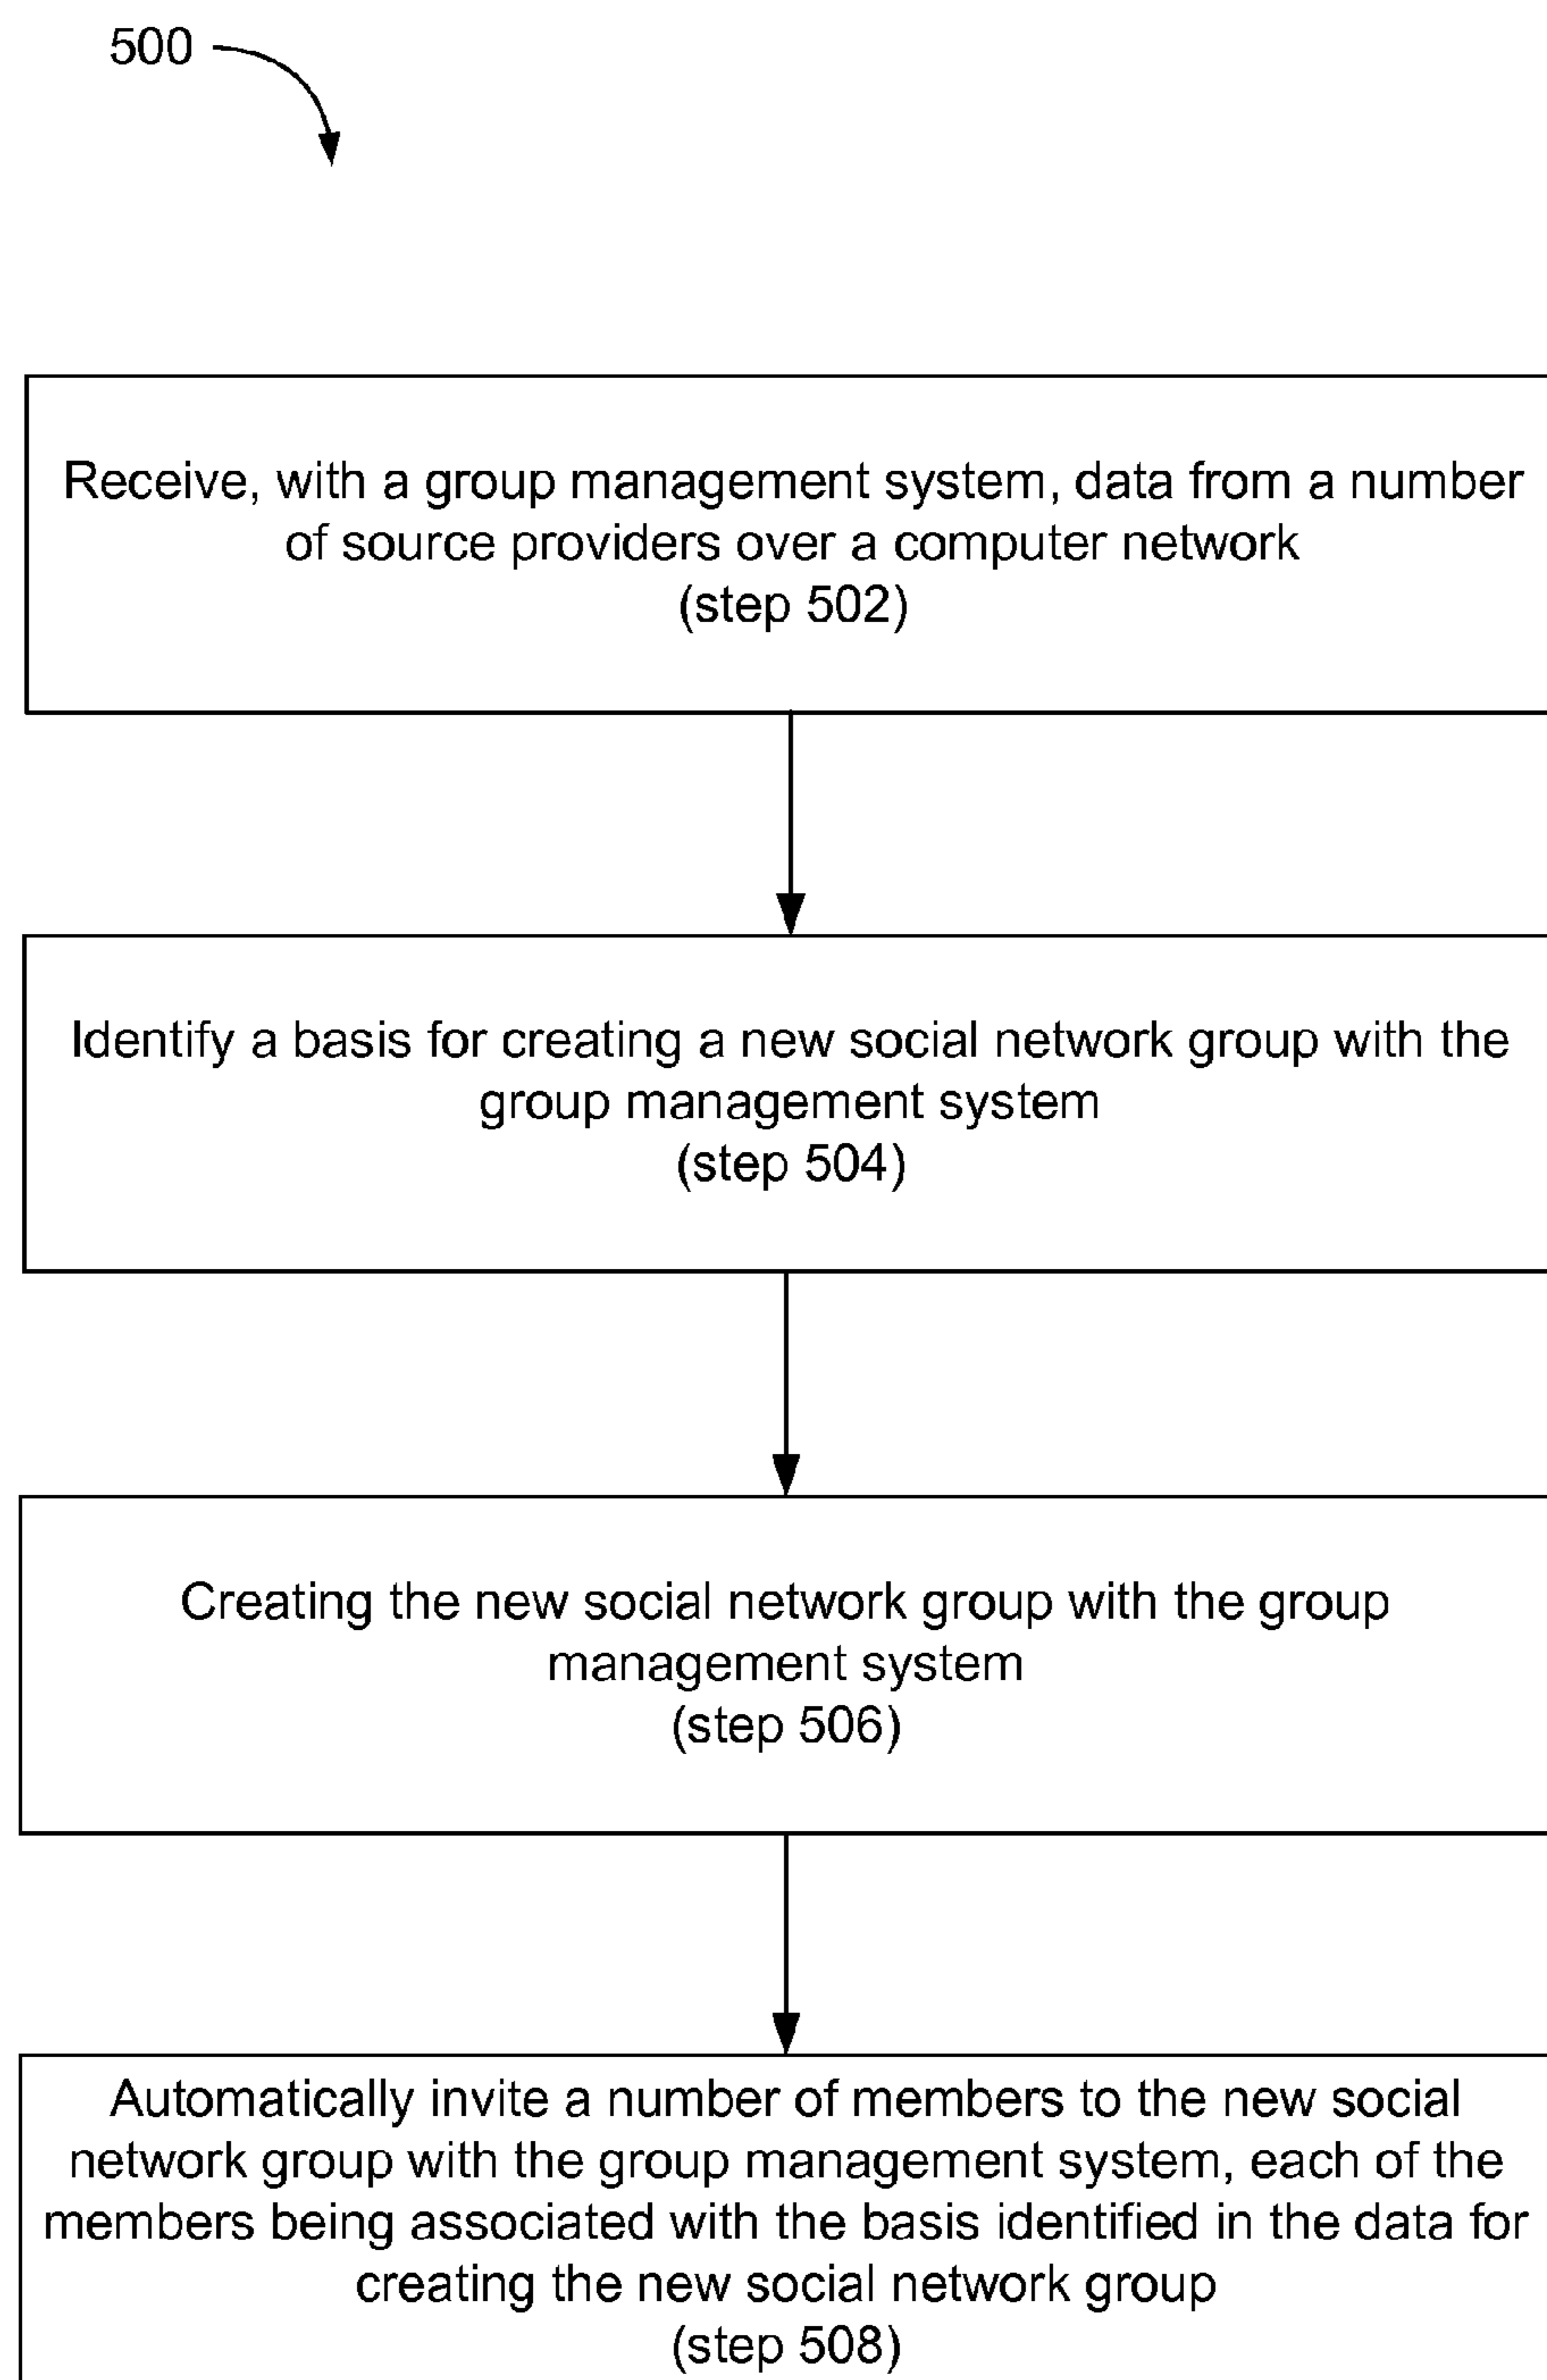 500
Receive, with a group management system, data from a number
of source providers over a computer network
(step 502)
Identify a basis for creating a new social network group with the
group management system
(step 504)
Creating the new social network group with the group
management system
(step 506)
Automatically invite a number of members to the new social
network group with the group management system, each of the
members being associated with the basis identified in the data for
creating the new social network group
(step 508)